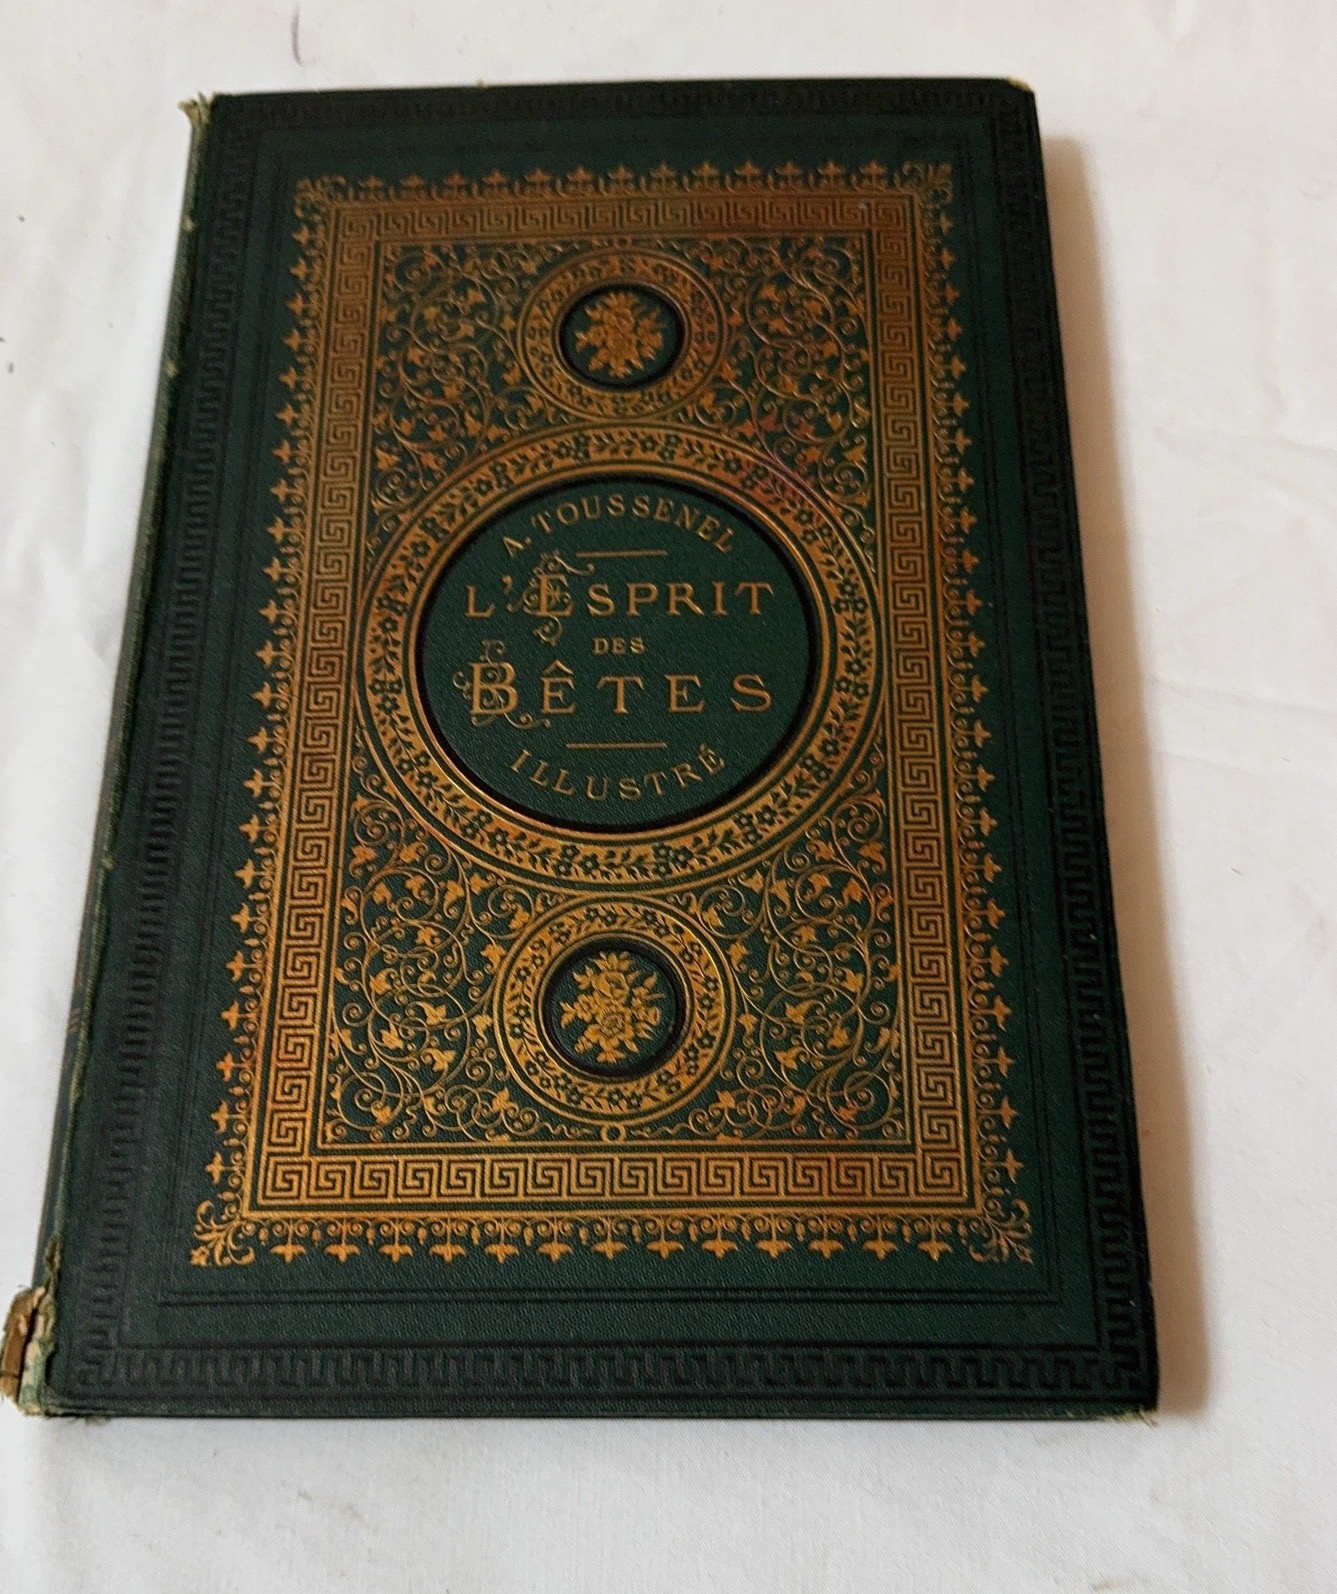 A. TOUSSENEL
L'ESPRIT
DES
BÊTES
ILLUSTRÉ